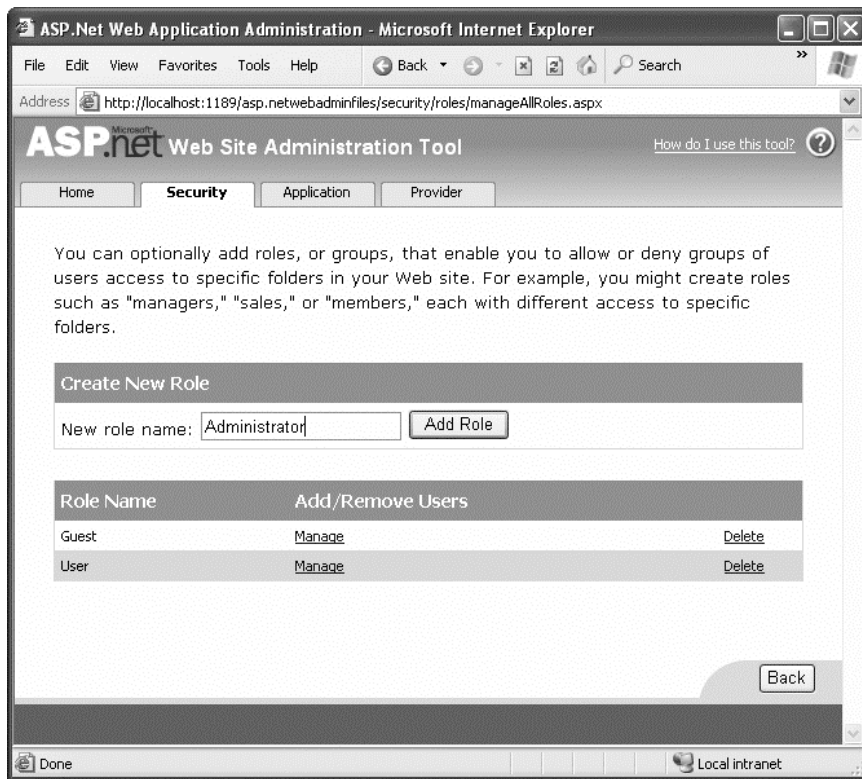 ASP.Net Web Application Administration - Microsoft Internet Explorer
File Edit View Favorites Tools Help Back Search »
Address http://localhost:1189/asp.netwebadminfiles/security/roles/manageAllRoles.aspx
Microsoft
ASP.net Web Site Administration Tool How do I use this tool? ?
Home Security Application Provider
You can optionally add roles, or groups, that enable you to allow or deny groups of
users access to specific folders in your Web site. For example, you might create roles
such as "managers," "sales," or "members," each with different access to specific
folders.
Create New Role
New role name: Administrator Add Role
Role Name Add/Remove Users
Guest Manage Delete
User Manage Delete
Back
Done Local intranet